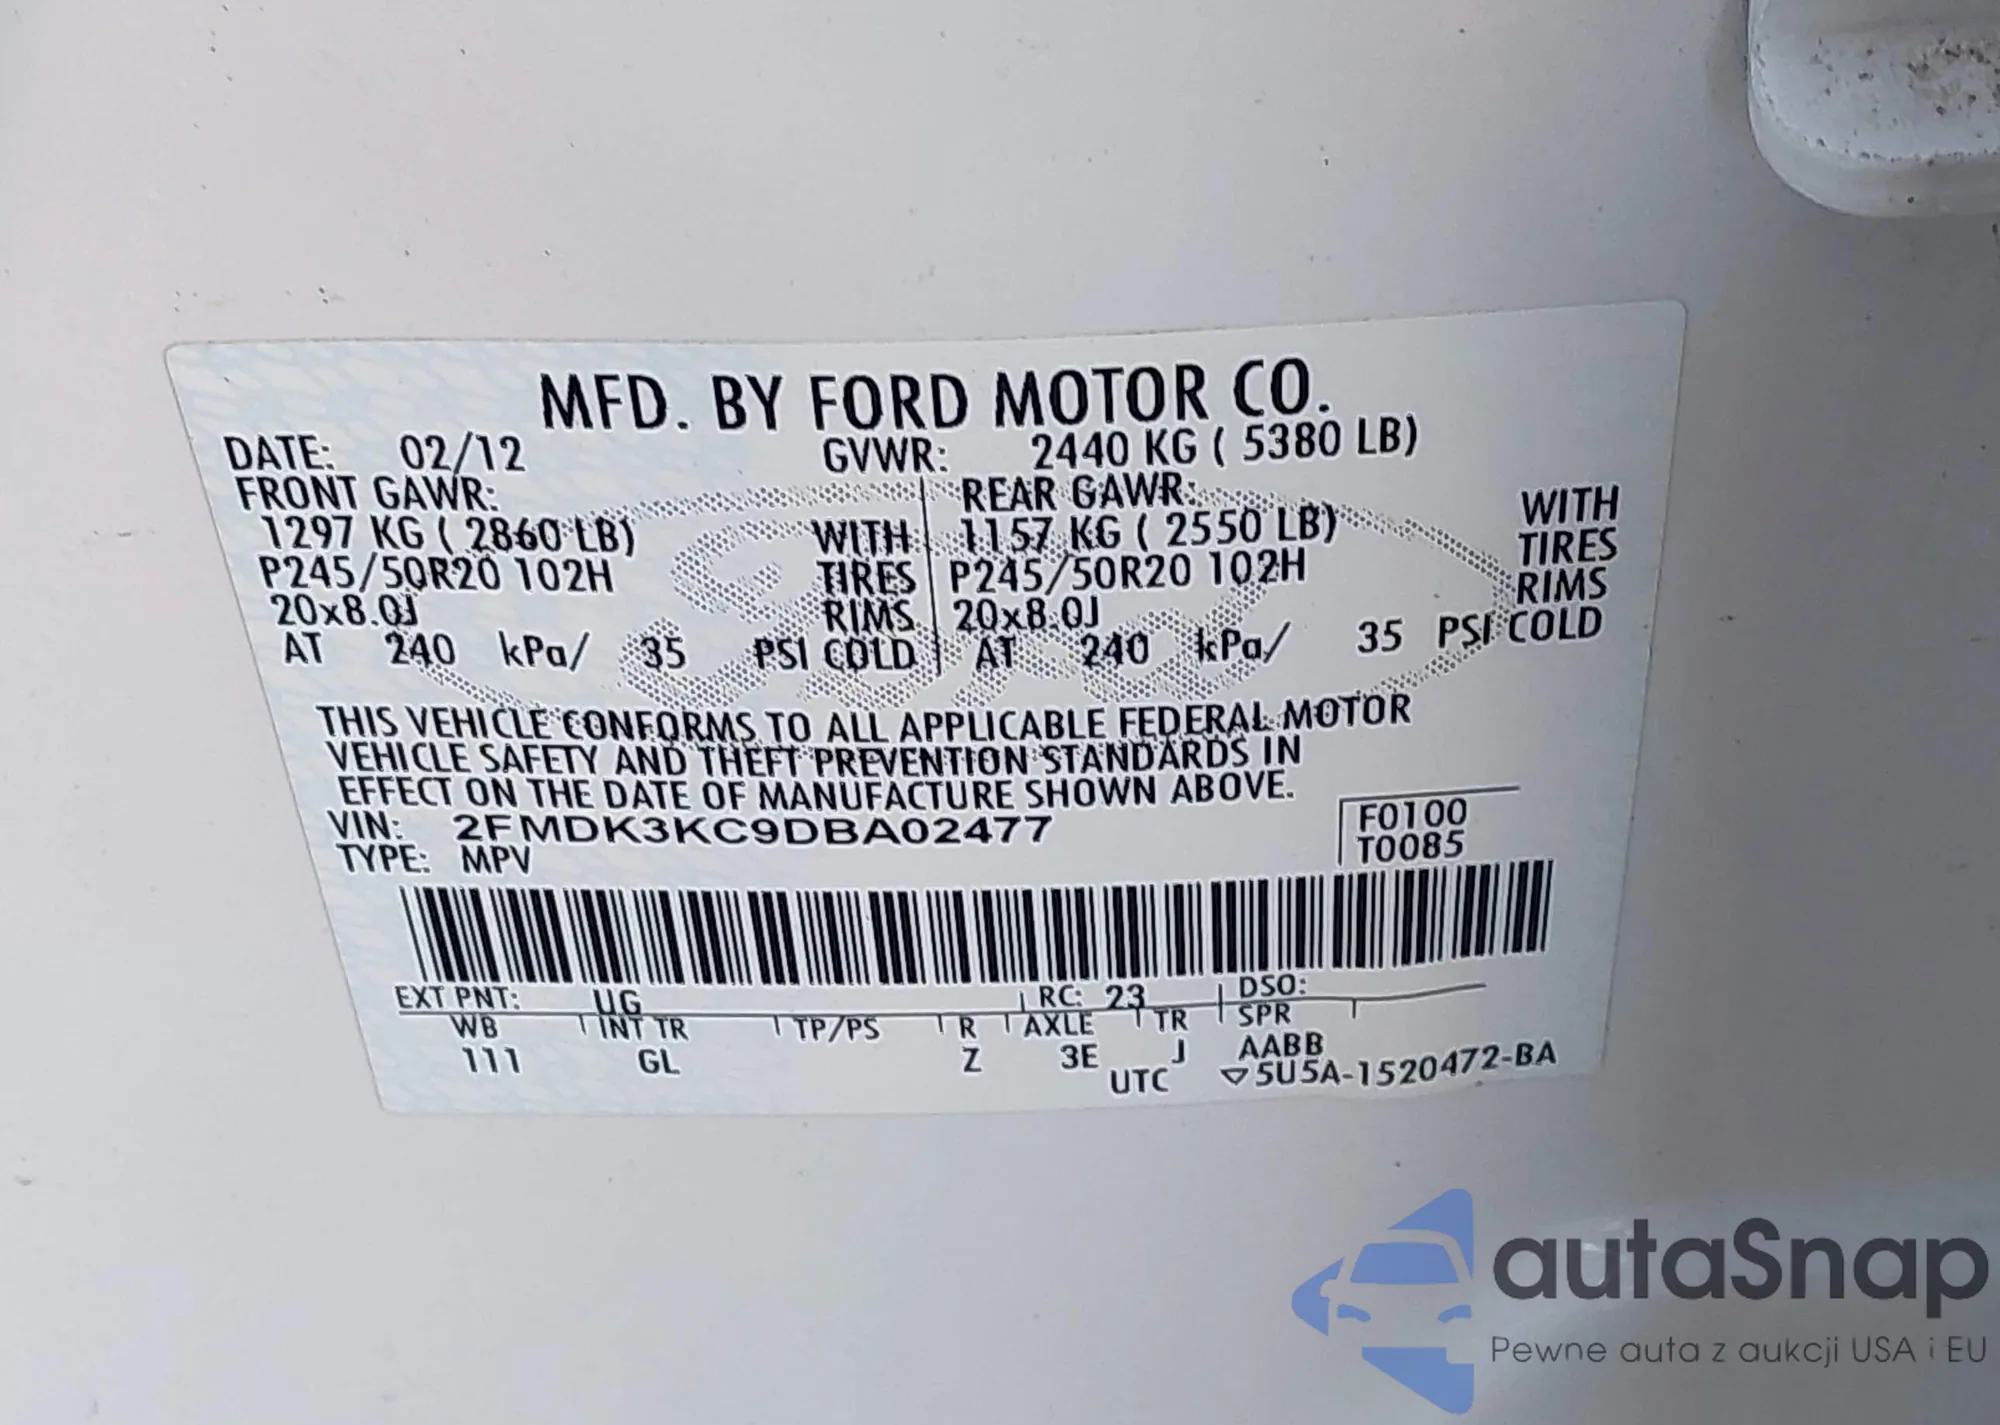 MFD. BY FORD MOTOR CO.
DATE: 02/12 GVWR: 2440 KG ( 5380 LB)
FRONT GAWR: REAR GAWR:
1297 KG ( 2860 LB) WITH 1157 KG ( 2550 LB) WITH
P245/50R20 102H TIRES P245/50R20 102H TIRES
20x8.0J RIMS 20x8.0J RIMS
AT 240 kPa/ 35 PSI COLD AT 240 kPa/ 35 PSI COLD
THIS VEHICLE CONFORMS TO ALL APPLICABLE FEDERAL MOTOR
VEHICLE SAFETY AND THEFT PREVENTION STANDARDS IN
EFFECT ON THE DATE OF MANUFACTURE SHOWN ABOVE.
VIN: 2FMDK3KC9DBA02477 F0100
TYPE: MPV T0085
EXT PNT: UG RC: 23 DSO:
WB INT TR TP/PS R AXLE TR SPR
111 GL Z 3E J AABB
UTC ▽5U5A-1520472-BA
autaSnap
Pewne auta z aukcji USA i EU